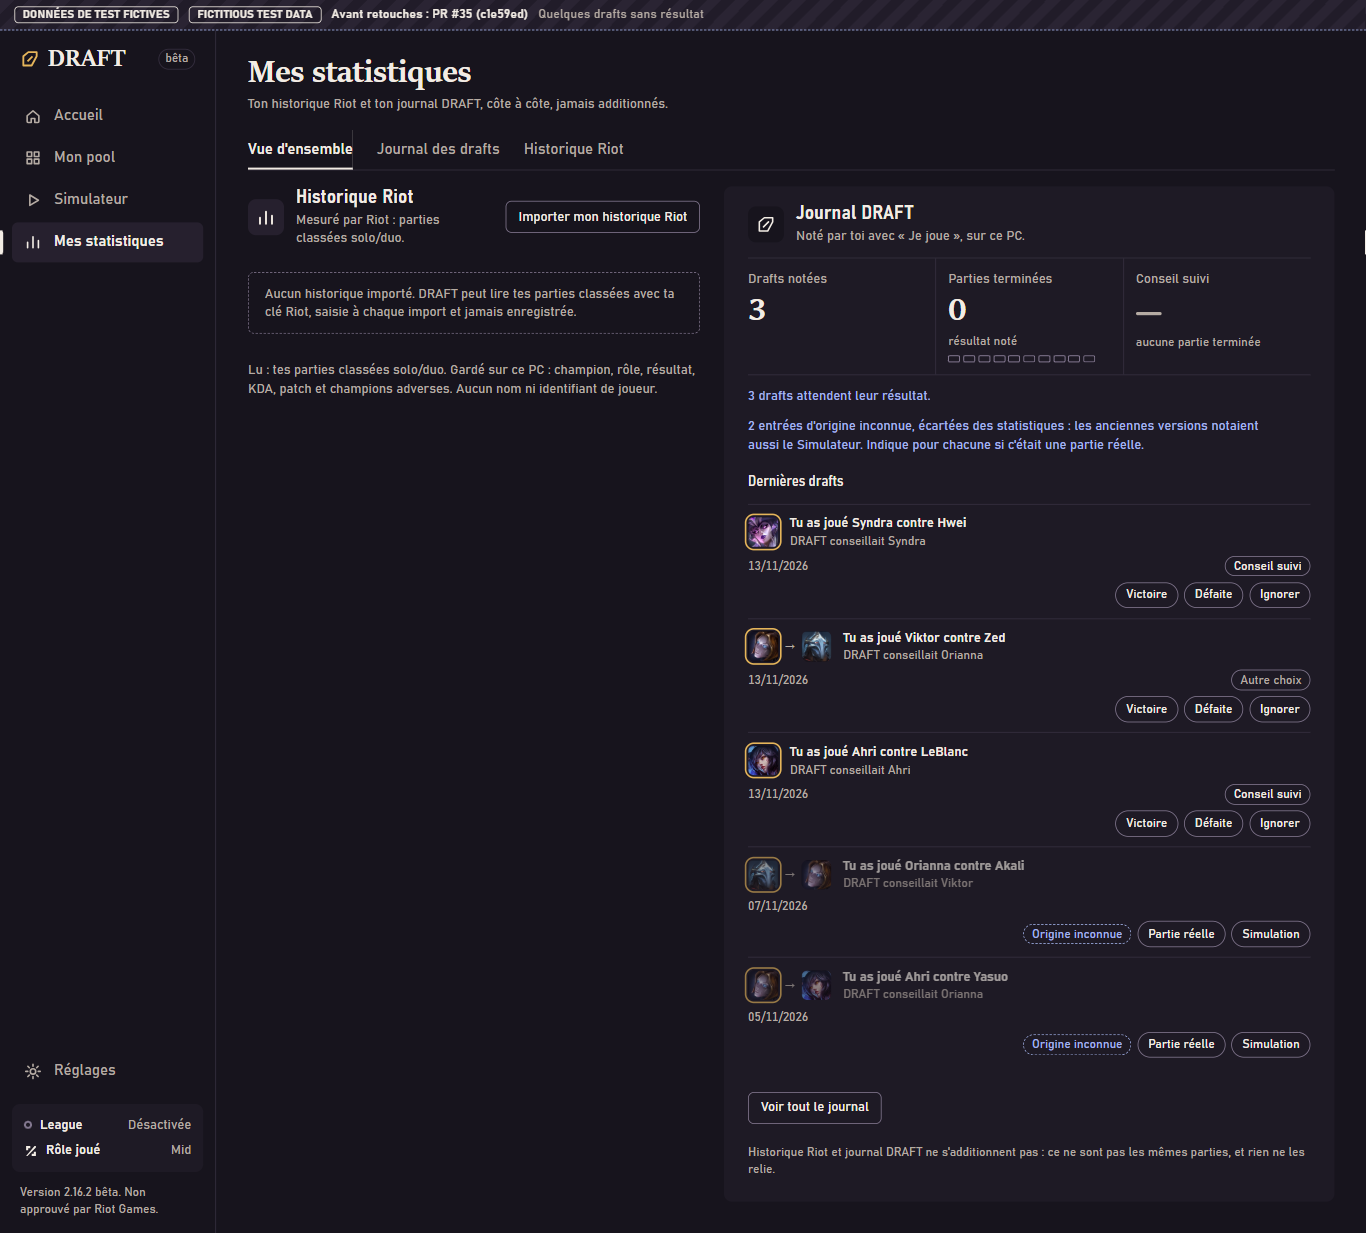 DONNÉES DE TEST FICTIVES FICTITIOUS TEST DATA Avant retouches : PR #35 (c1e59ed) Quelques drafts sans résultat
DRAFT bêta
Accueil
Mon pool
Simulateur
Mes statistiques
Réglages
League Désactivée
Rôle joué Mid
Version 2.16.2 bêta. Non
approuvé par Riot Games.
Mes statistiques
Ton historique Riot et ton journal DRAFT, côte à côte, jamais additionnés.
Vue d'ensemble Journal des drafts Historique Riot
Historique Riot
Mesuré par Riot : parties
classées solo/duo.
Importer mon historique Riot
Aucun historique importé. DRAFT peut lire tes parties classées avec ta
clé Riot, saisie à chaque import et jamais enregistrée.
Lu : tes parties classées solo/duo. Gardé sur ce PC : champion, rôle, résultat,
KDA, patch et champions adverses. Aucun nom ni identifiant de joueur.
Journal DRAFT
Noté par toi avec « Je joue », sur ce PC.
Drafts notées
3
Parties terminées
0
résultat noté
Conseil suivi
—
aucune partie terminée
3 drafts attendent leur résultat.
2 entrées d'origine inconnue, écartées des statistiques : les anciennes versions notaient
aussi le Simulateur. Indique pour chacune si c'était une partie réelle.
Dernières drafts
Tu as joué Syndra contre Hwei
DRAFT conseillait Syndra
13/11/2026 Conseil suivi
Victoire Défaite Ignorer
→ Tu as joué Viktor contre Zed
DRAFT conseillait Orianna
13/11/2026 Autre choix
Victoire Défaite Ignorer
Tu as joué Ahri contre LeBlanc
DRAFT conseillait Ahri
13/11/2026 Conseil suivi
Victoire Défaite Ignorer
→ Tu as joué Orianna contre Akali
DRAFT conseillait Viktor
07/11/2026
Origine inconnue Partie réelle Simulation
→ Tu as joué Ahri contre Yasuo
DRAFT conseillait Orianna
05/11/2026
Origine inconnue Partie réelle Simulation
Voir tout le journal
Historique Riot et journal DRAFT ne s'additionnent pas : ce ne sont pas les mêmes parties, et rien ne les
relie.